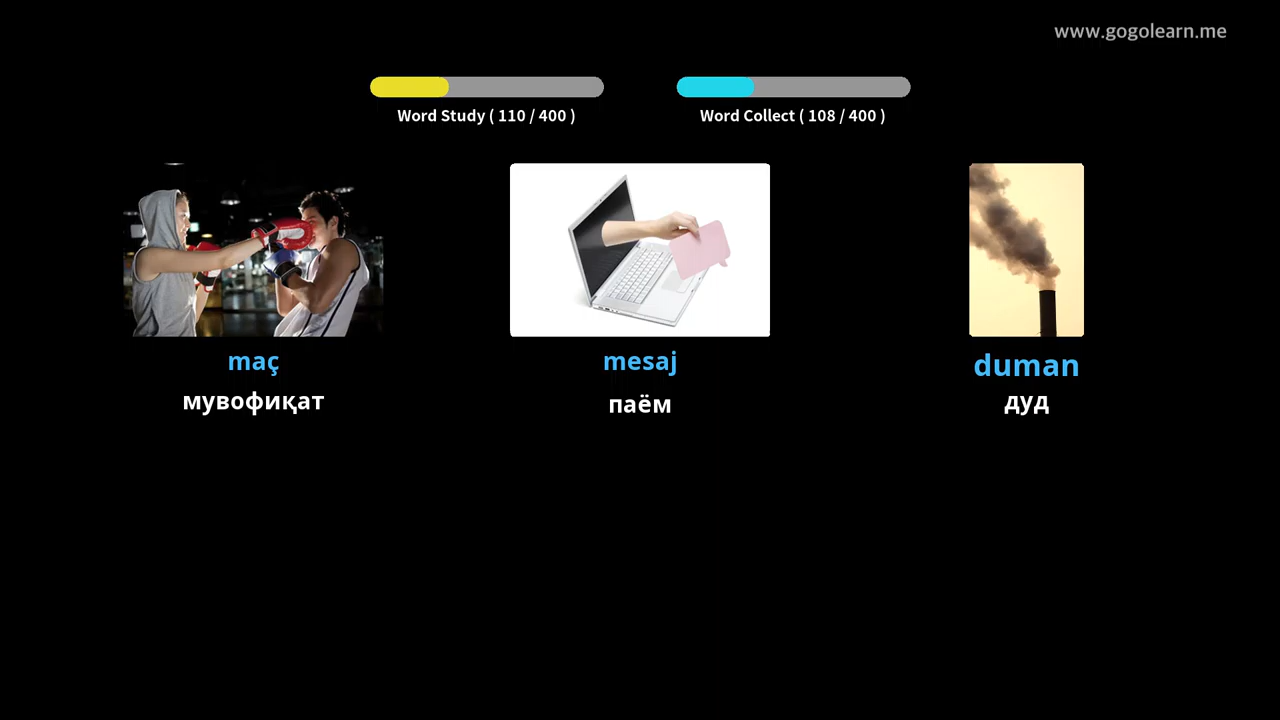 www.gogolearn.me
Word Study ( 110 / 400 )
Word Collect ( 108 / 400 )
maç
mesaj
duman
мувофиқат
паём
дуд